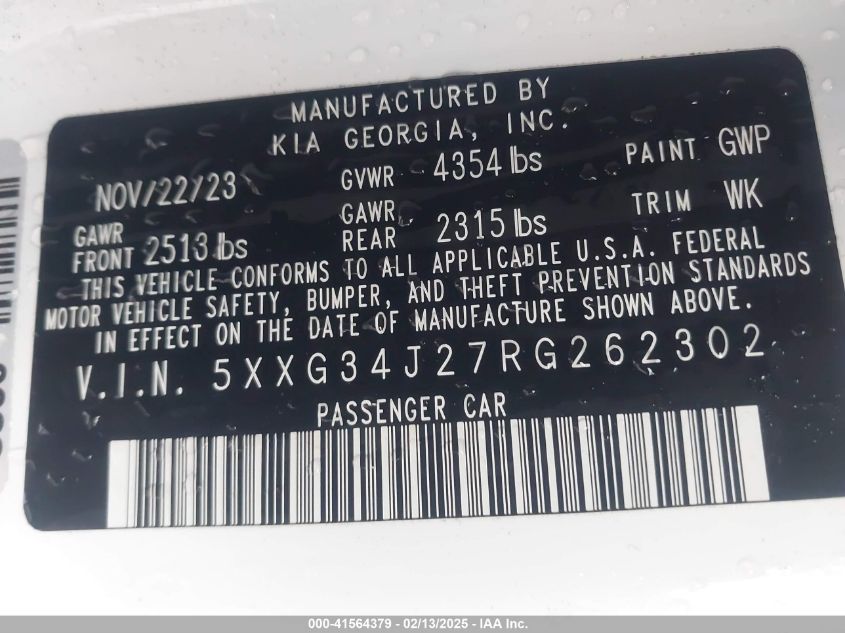 MANUFACTURED BY
KIA GEORGIA, INC.
NOV/22/23 GVWR 4354 lbs PAINT GWP
GAWR FRONT 2513 lbs GAWR REAR 2315 lbs TRIM WK
THIS VEHICLE CONFORMS TO ALL APPLICABLE U.S.A. FEDERAL
MOTOR VEHICLE SAFETY, BUMPER, AND THEFT PREVENTION STANDARDS
IN EFFECT ON THE DATE OF MANUFACTURE SHOWN ABOVE.
V.I.N. 5XXG34J27RG262302
PASSENGER CAR
000-41564379 - 02/13/2025 - IAA Inc.